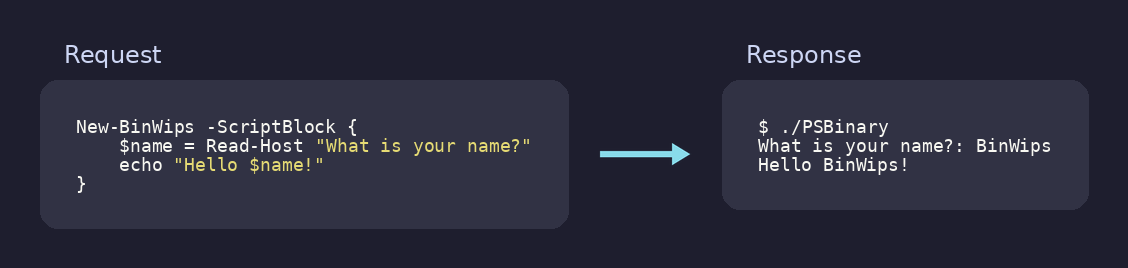 Request
New-BinWips -ScriptBlock {
    $name = Read-Host "What is your name?"
    echo "Hello $name!"
}
Response
$ ./PSBinary
What is your name?: BinWips
Hello BinWips!